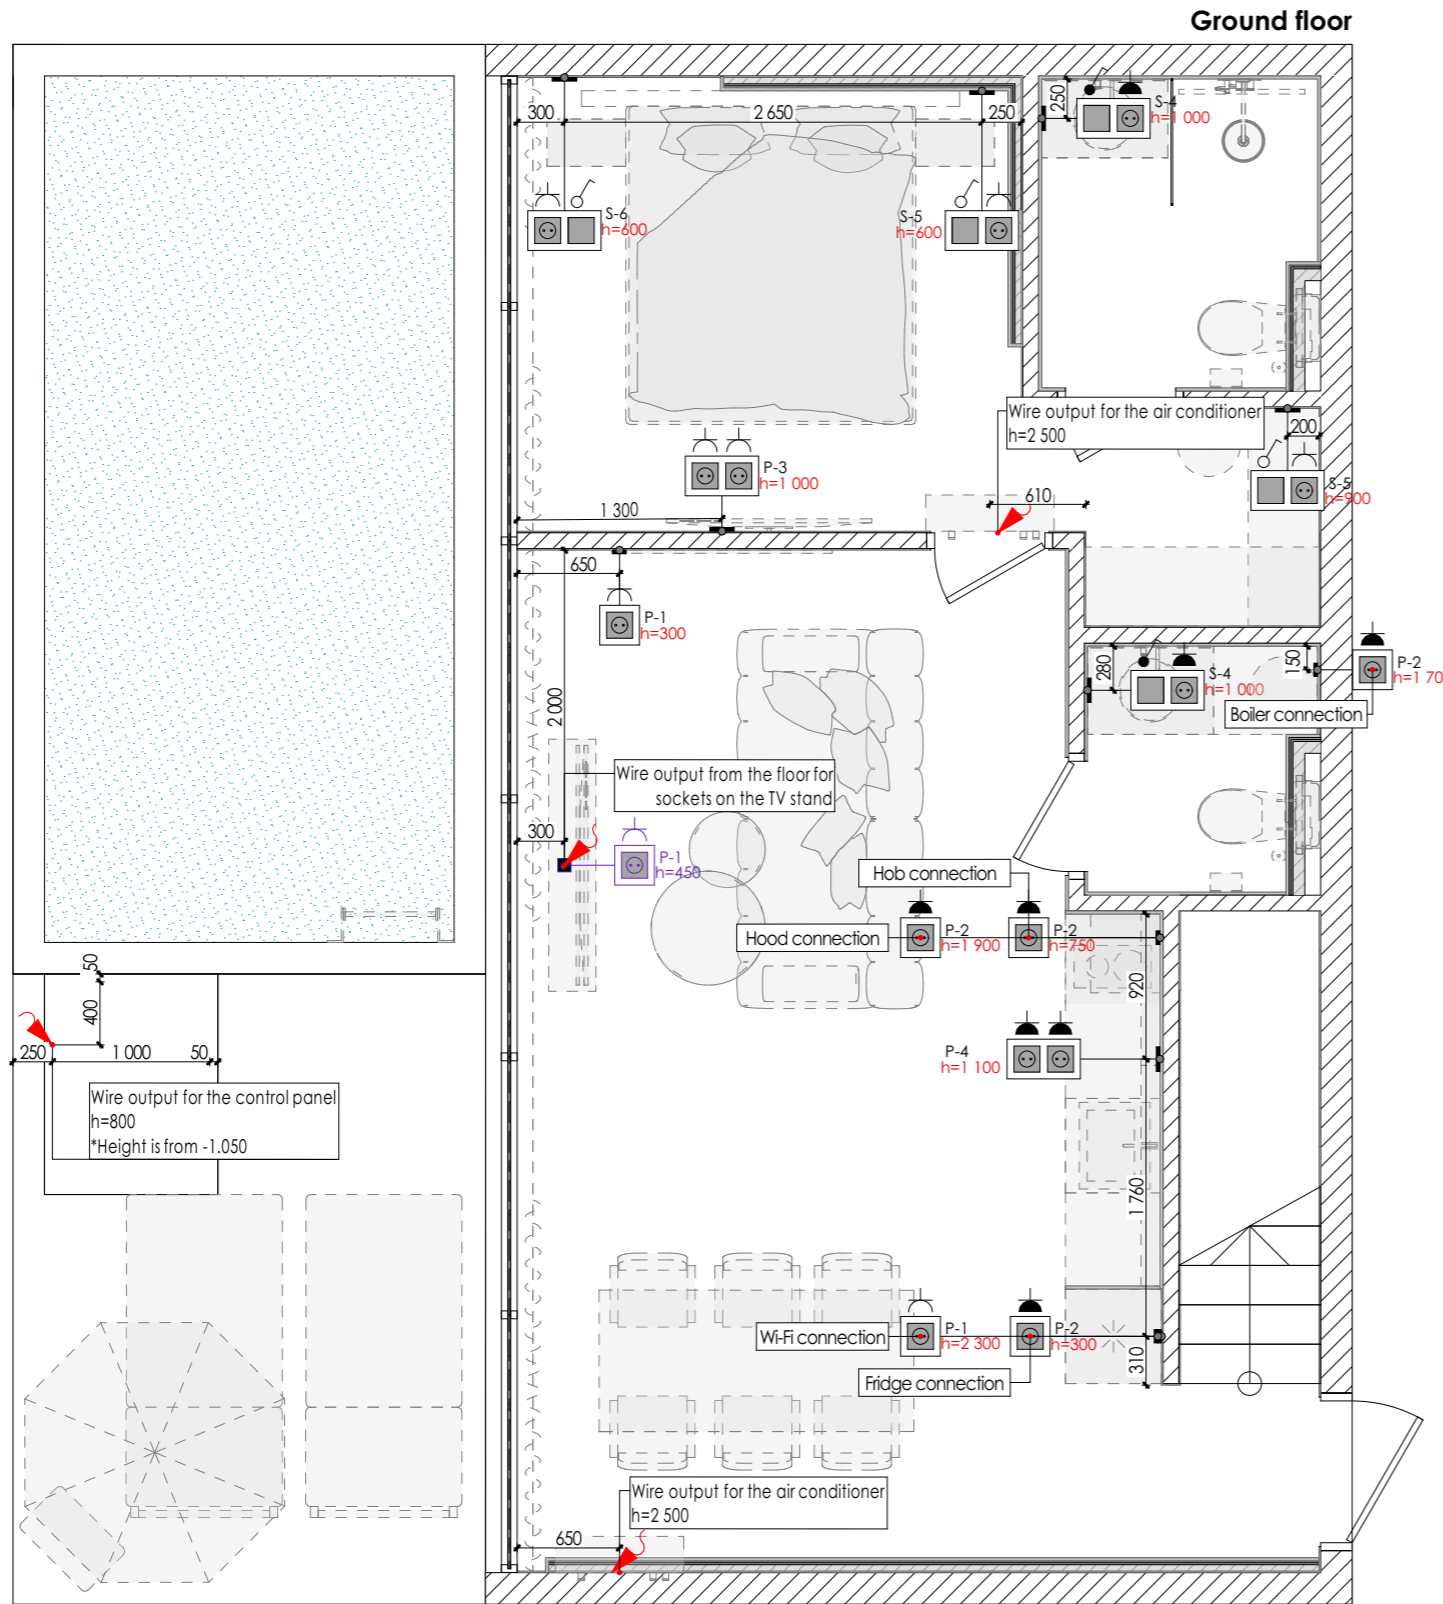 Ground floor
300
2 650
250
250
S-4
h=1 000
S-6
h=600
S-5
h=600
Wire output for the air conditioner
h=2 500
200
S-5
h=900
P-3
h=1 000
610
1 300
650
P-1
h=300
2 000
280
S-4
h=1 000
150
P-2
h=1 70
Boiler connection
Wire output from the floor for
sockets on the TV stand
300
P-1
h=450
Hob connection
Hood connection
P-2
h=1 900
P-2
h=750
920
50
400
250
1 000
50
P-4
h=1 100
Wire output for the control panel
h=800
*Height is from -1.050
1 760
Wi-Fi connection
P-1
h=2 300
P-2
h=300
310
Fridge connection
Wire output for the air conditioner
h=2 500
650